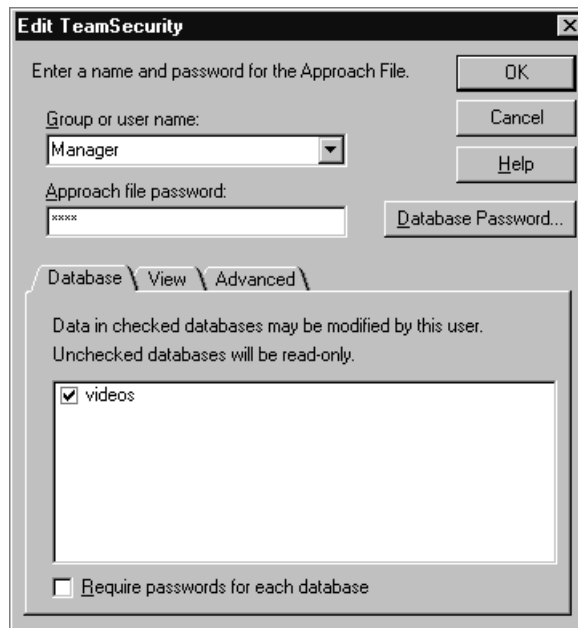 Edit TeamSecurity
Enter a name and password for the Approach File.
OK
Group or user name:
Cancel
Manager
Help
Approach file password:
****
Database Password...
Database View Advanced
Data in checked databases may be modified by this user.
Unchecked databases will be read-only.
videos
Require passwords for each database